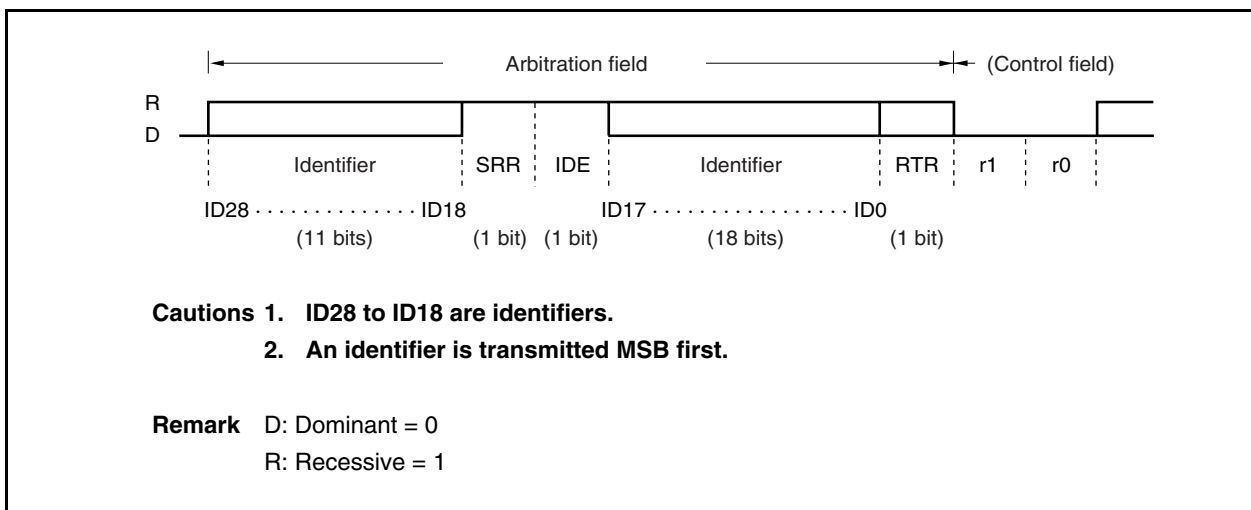 Arbitration field (Control field)
R
D
Identifier SRR IDE Identifier RTR r1 r0
ID28 · · · · · · · · · · · · · · ID18 ID17 · · · · · · · · · · · · · · · · · ID0
(11 bits) (1 bit) (1 bit) (18 bits) (1 bit)
Cautions 1. ID28 to ID18 are identifiers.
2. An identifier is transmitted MSB first.
Remark D: Dominant = 0
R: Recessive = 1